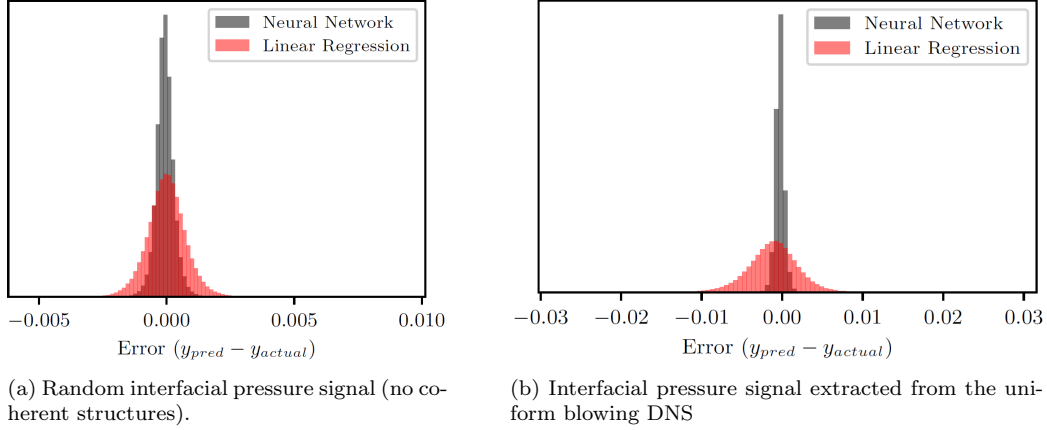 Neural Network
Linear Regression
−0.005 0.000 0.005 0.010
Error (y_pred − y_actual)
(a) Random interfacial pressure signal (no co-
herent structures).
Neural Network
Linear Regression
−0.03 −0.02 −0.01 0.00 0.01 0.02 0.03
Error (y_pred − y_actual)
(b) Interfacial pressure signal extracted from the uni-
form blowing DNS